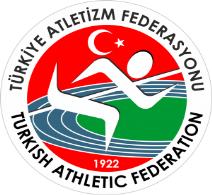 TÜRKİYE ATLETİZM FEDERASYONU
1922
TURKISH ATHLETIC FEDERATION